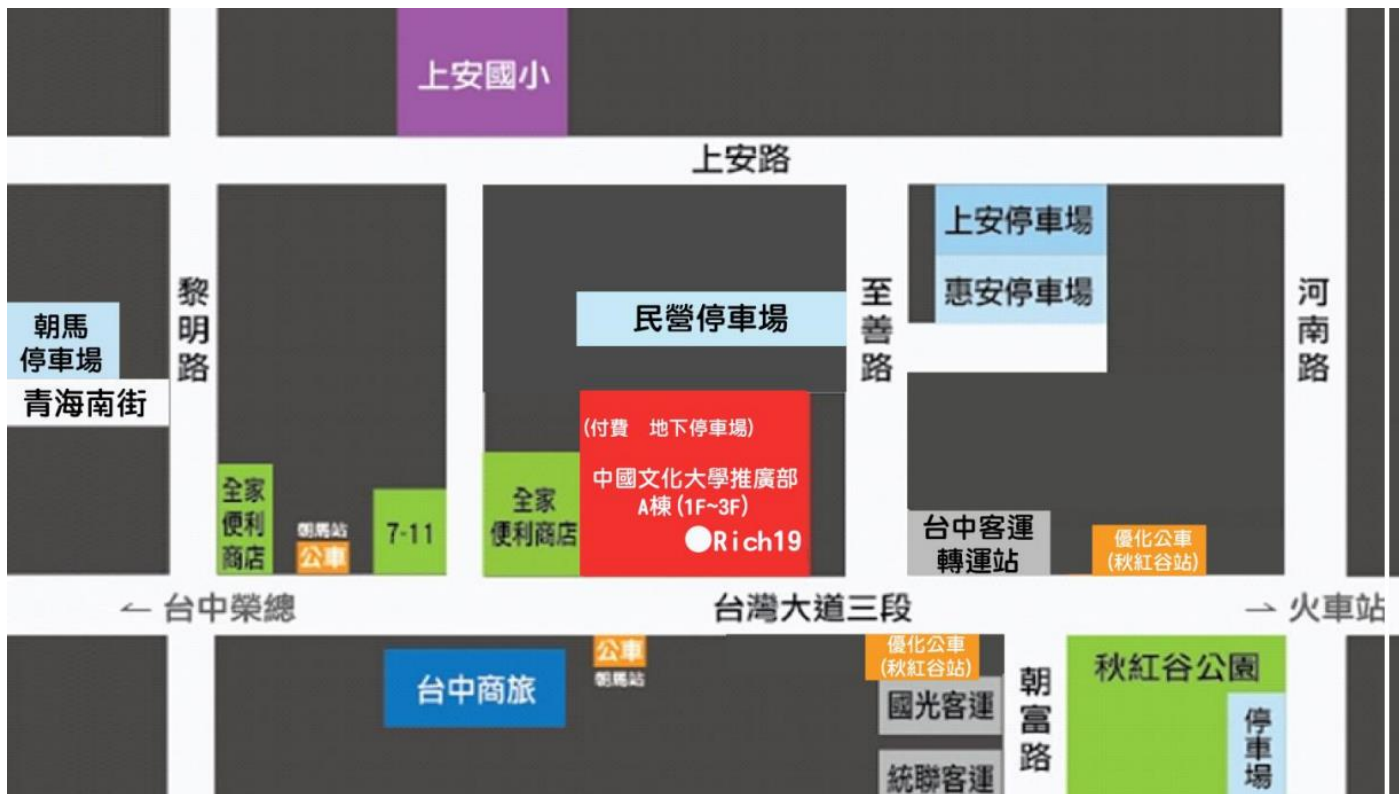 上安國小
上安路
上安停車場
惠安停車場
民營停車場
黎明路
至善路
河南路
朝馬
停車場
青海南街
(付費 地下停車場)
中國文化大學推廣部
A棟(1F~3F)
Rich19
全家
便利
商店
朝馬站
公車
7-11
全家
便利商店
台中客運
轉運站
優化公車
(秋紅谷站)
← 台中榮總
台灣大道三段
→ 火車站
台中商旅
公車
朝馬站
優化公車
(秋紅谷站)
國光客運
統聯客運
朝富路
秋紅谷公園
停車場